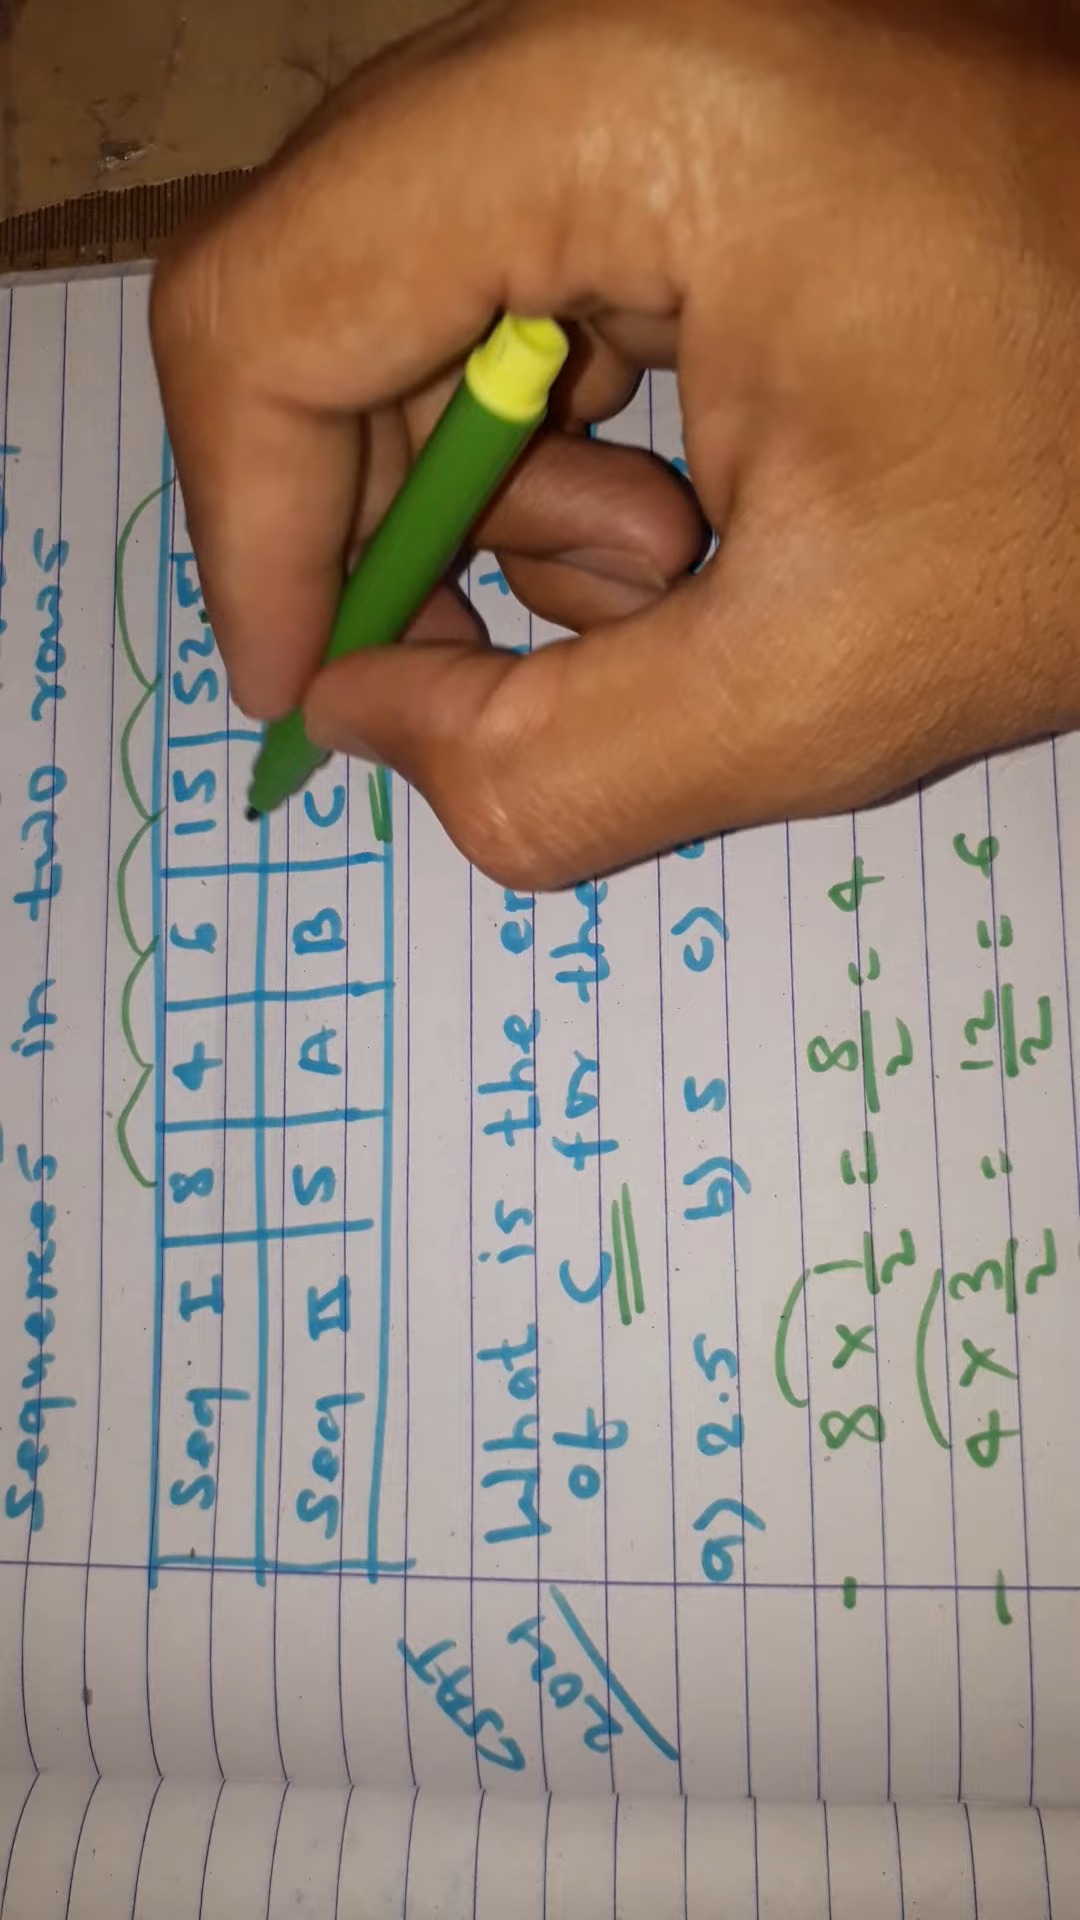 Sequences in two rows
Seq I 8 4 6 15 52.5
Seq II 5 A B C
What is the
of C for the
a) 2.5 b) 5 c)
CSAT
- 8 × 1/2 = 8/2 = 4
- 4 × 3/2 = 12/2 = 6